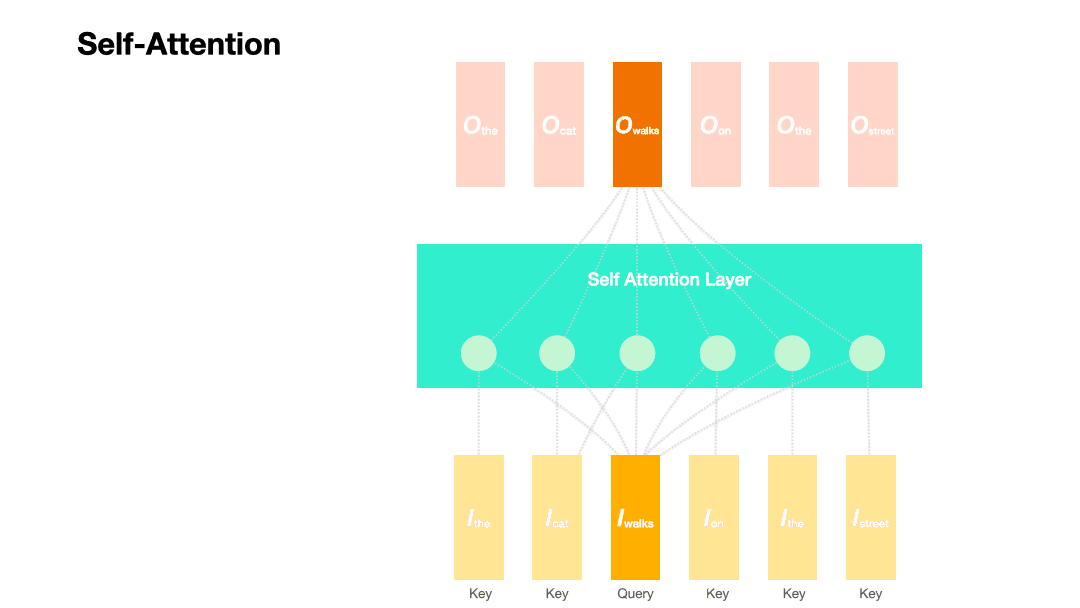 Self-Attention
Othe Ocat Owalks Oon Othe Ostreet
Self Attention Layer
Ithe Icat Iwalks Ion Ithe Istreet
Key Key Query Key Key Key